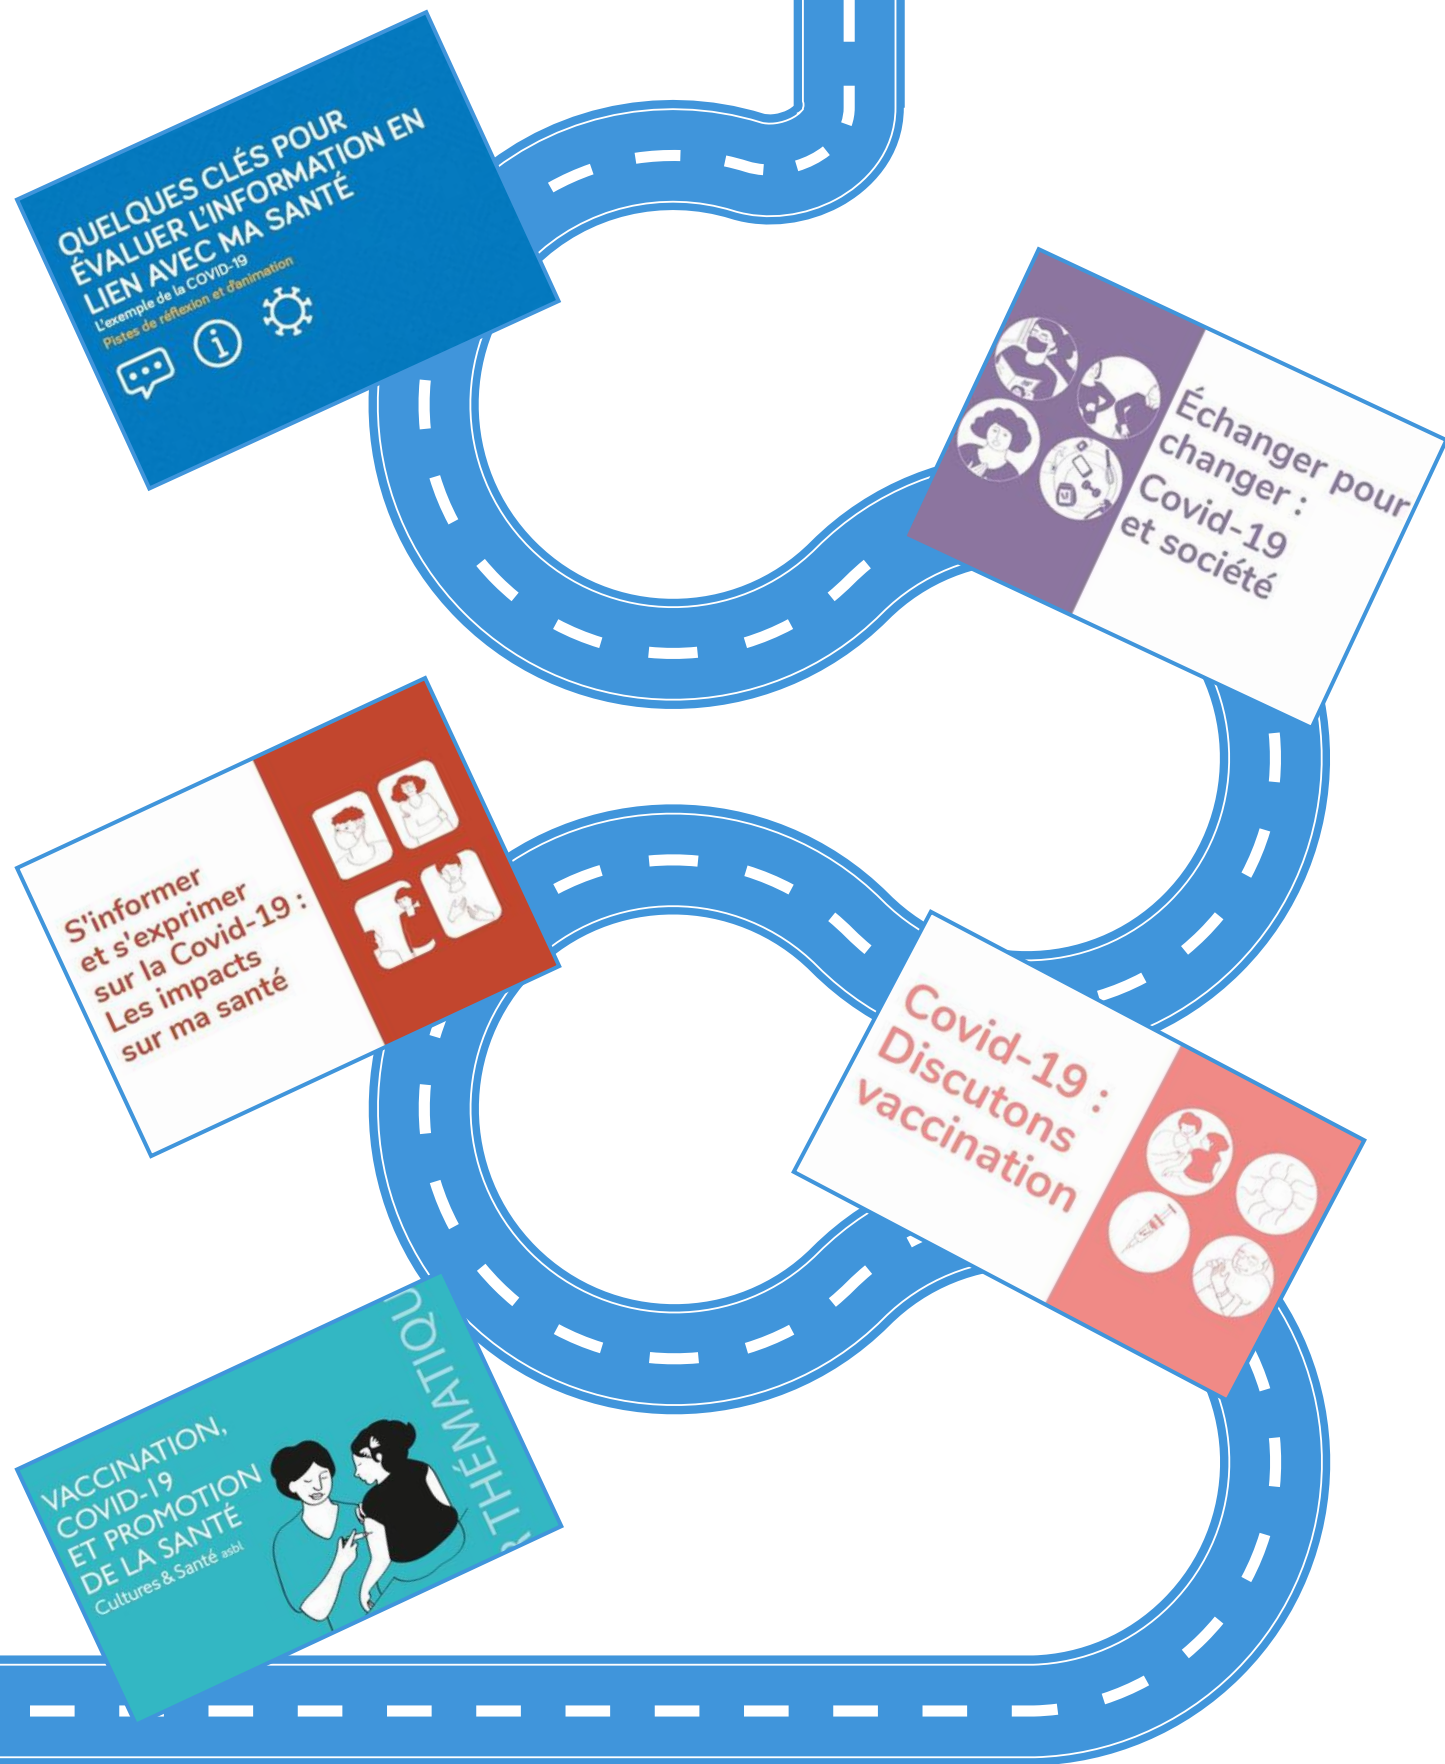 QUELQUES CLÉS POUR
ÉVALUER L'INFORMATION EN
LIEN AVEC MA SANTÉ
L'exemple de la COVID-19
Pistes de réflexion et d'animation
Échanger pour
changer :
Covid-19
et société
S'informer
et s'exprimer
sur la Covid-19 :
Les impacts
sur ma santé
Covid-19 :
Discutons
vaccination
VACCINATION,
COVID-19
ET PROMOTION
DE LA SANTÉ
Cultures & Santé asbl
THÉMATIQU